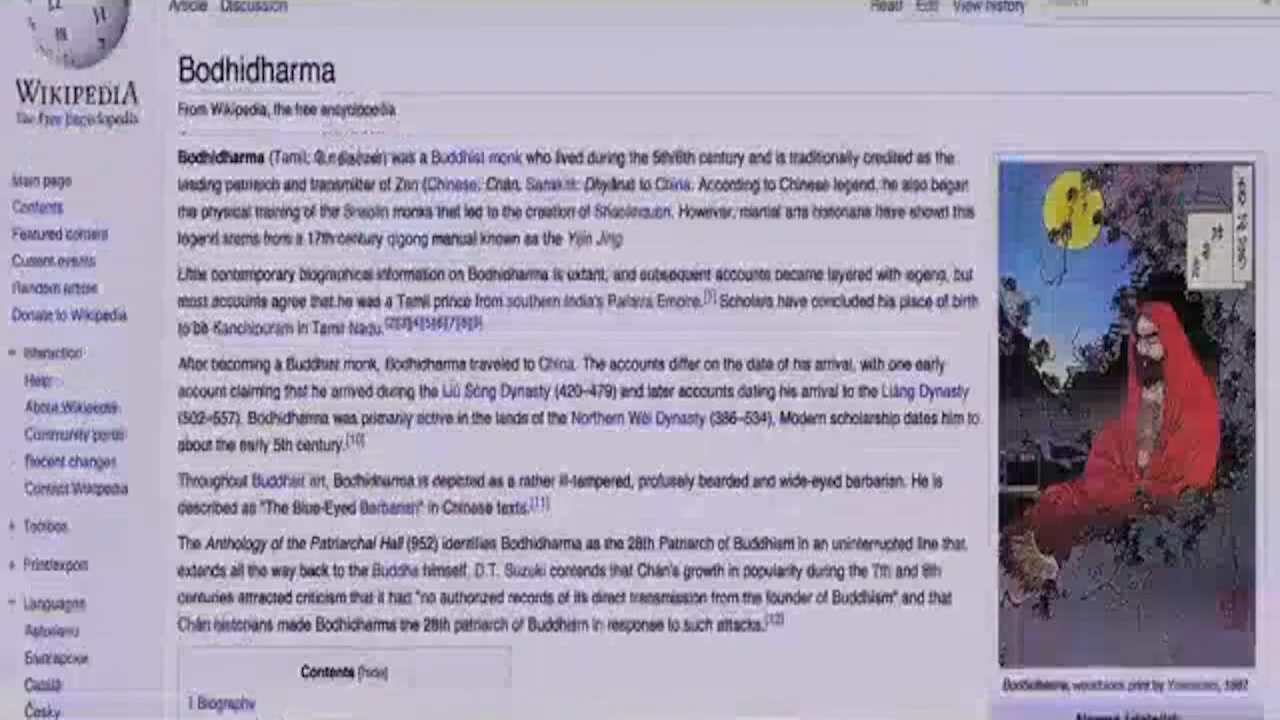 Article Discussion
Read Edit View history
WIKIPEDIA
The Free Encyclopedia
Main page
Contents
Featured content
Current events
Random article
Donate to Wikipedia
Interaction
Help
About Wikipedia
Community portal
Recent changes
Contact Wikipedia
Toolbox
Print/export
Languages
Asturianu
Български
Català
Česky
Bodhidharma
From Wikipedia, the free encyclopedia
Bodhidharma (Tamil: was a Buddhist monk who lived during the 5th/6th century and is traditionally credited as the
leading patriarch and transmitter of Zen (Chinese: Chán, Sanskrit: Dhyāna) to China. According to Chinese legend, he also began
the physical training of the Shaolin monks that led to the creation of Shaolinquan. However, martial arts historians have shown this
legend stems from a 17th century qigong manual known as the Yijin Jing
Little contemporary biographical information on Bodhidharma is extant, and subsequent accounts became layered with legend, but
most accounts agree that he was a Tamil prince from southern India's Pallava Empire.[1] Scholars have concluded his place of birth
to be Kanchipuram in Tamil Nadu.[2][3][4][5][6][7][8][9]
After becoming a Buddhist monk, Bodhidharma traveled to China. The accounts differ on the date of his arrival, with one early
account claiming that he arrived during the Liú Sòng Dynasty (420–479) and later accounts dating his arrival to the Liáng Dynasty
(502–557). Bodhidharma was primarily active in the lands of the Northern Wèi Dynasty (386–534). Modern scholarship dates him to
about the early 5th century.[10]
Throughout Buddhist art, Bodhidharma is depicted as a rather ill-tempered, profusely bearded and wide-eyed barbarian. He is
described as "The Blue-Eyed Barbarian" in Chinese texts.[11]
The Anthology of the Patriarchal Hall (952) identifies Bodhidharma as the 28th Patriarch of Buddhism in an uninterrupted line that
extends all the way back to the Buddha himself. D.T. Suzuki contends that Chán's growth in popularity during the 7th and 8th
centuries attracted criticism that it had "no authorized records of its direct transmission from the founder of Buddhism" and that
Chán historians made Bodhidharma the 28th patriarch of Buddhism in response to such attacks.[12]
Contents [hide]
1 Biography
Bodhidharma, woodblock print by Yoshitoshi, 1887